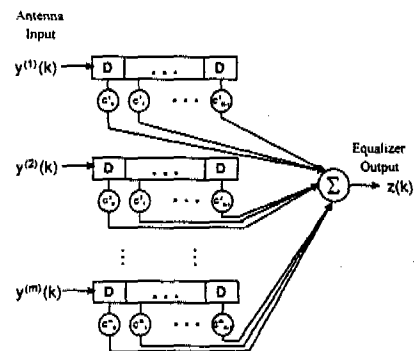 Antenna
Input
y(1)(k)
D ... D
...
Equalizer
Output
y(2)(k)
D ... D
Σ
z(k)
...
y(m)(k)
D ... D
...